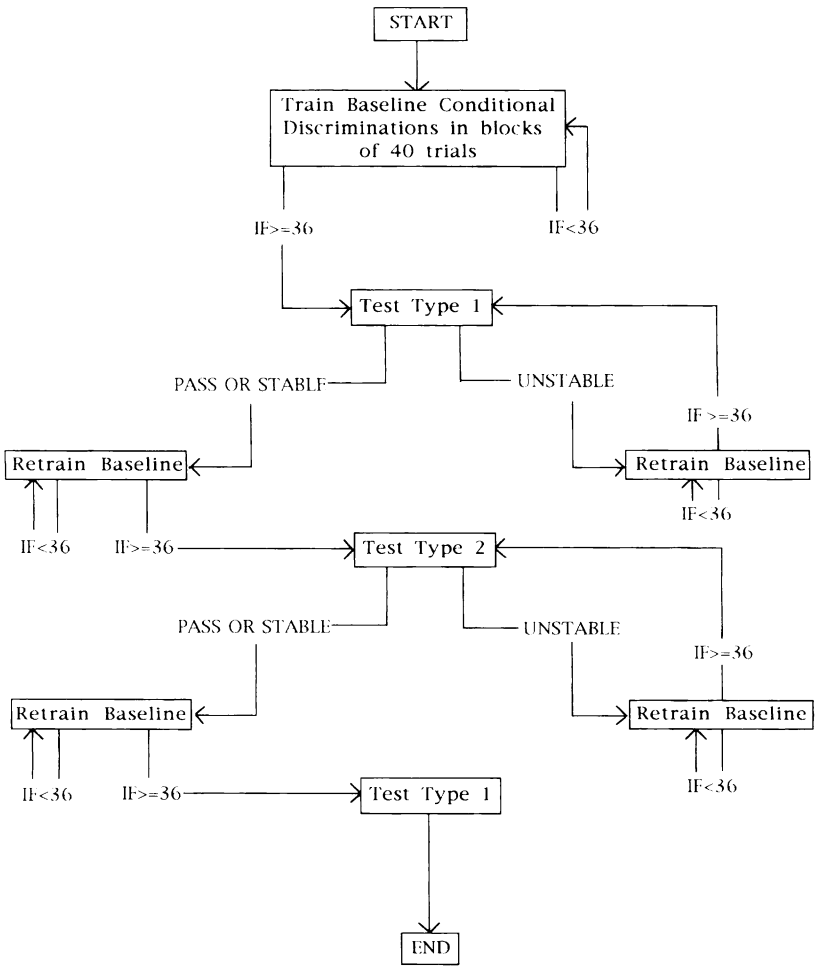 START
Train Baseline Conditional
Discriminations in blocks
of 40 trials
IF>=36
IF<36
Test Type 1
PASS OR STABLE
UNSTABLE
IF >=36
Retrain Baseline
Retrain Baseline
IF<36
IF<36
IF>=36
Test Type 2
PASS OR STABLE
UNSTABLE
IF>=36
Retrain Baseline
Retrain Baseline
IF<36
IF<36
IF>=36
Test Type 1
END